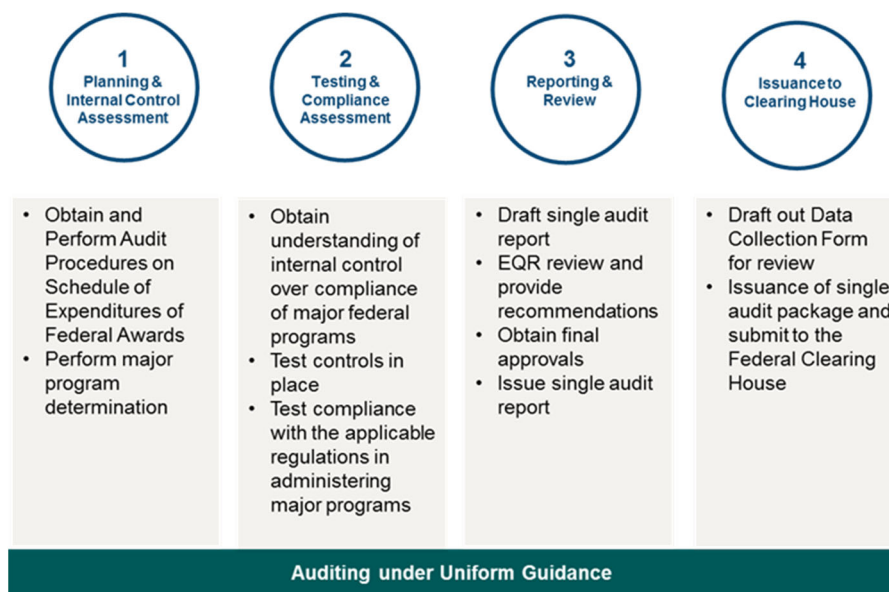 1
Planning &
Internal Control
Assessment
2
Testing &
Compliance
Assessment
3
Reporting &
Review
4
Issuance to
Clearing House
• Obtain and
Perform Audit
Procedures on
Schedule of
Expenditures of
Federal Awards
• Perform major
program
determination
• Obtain
understanding of
internal control
over compliance
of major federal
programs
• Test controls in
place
• Test compliance
with the applicable
regulations in
administering
major programs
• Draft single audit
report
• EQR review and
provide
recommendations
• Obtain final
approvals
• Issue single audit
report
• Draft out Data
Collection Form
for review
• Issuance of single
audit package and
submit to the
Federal Clearing
House
Auditing under Uniform Guidance